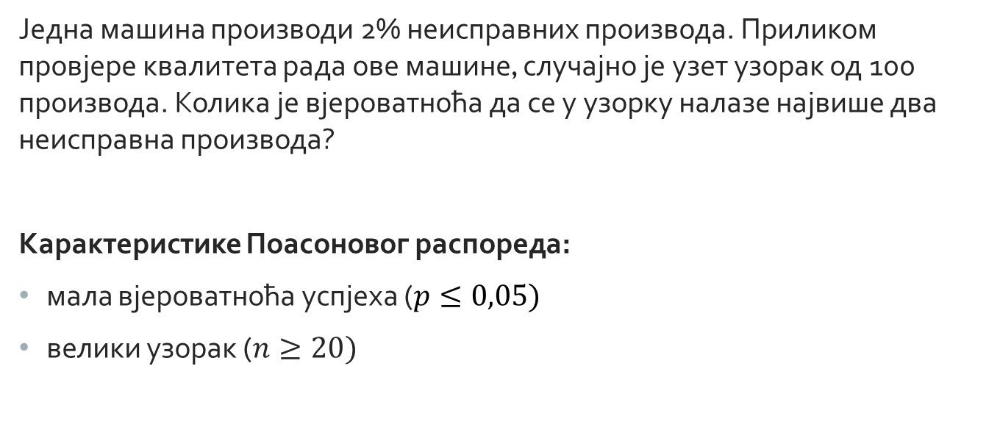 Једна машина производи 2% неисправних производа. Приликом
провјере квалитета рада ове машине, случајно је узет узорак од 100
производа. Колика је вјероватноћа да се у узорку налазе највише два
неисправна производа?
Карактеристике Поасоновог распореда:
• мала вјероватноћа успјеха (p ≤ 0,05)
• велики узорак (n ≥ 20)